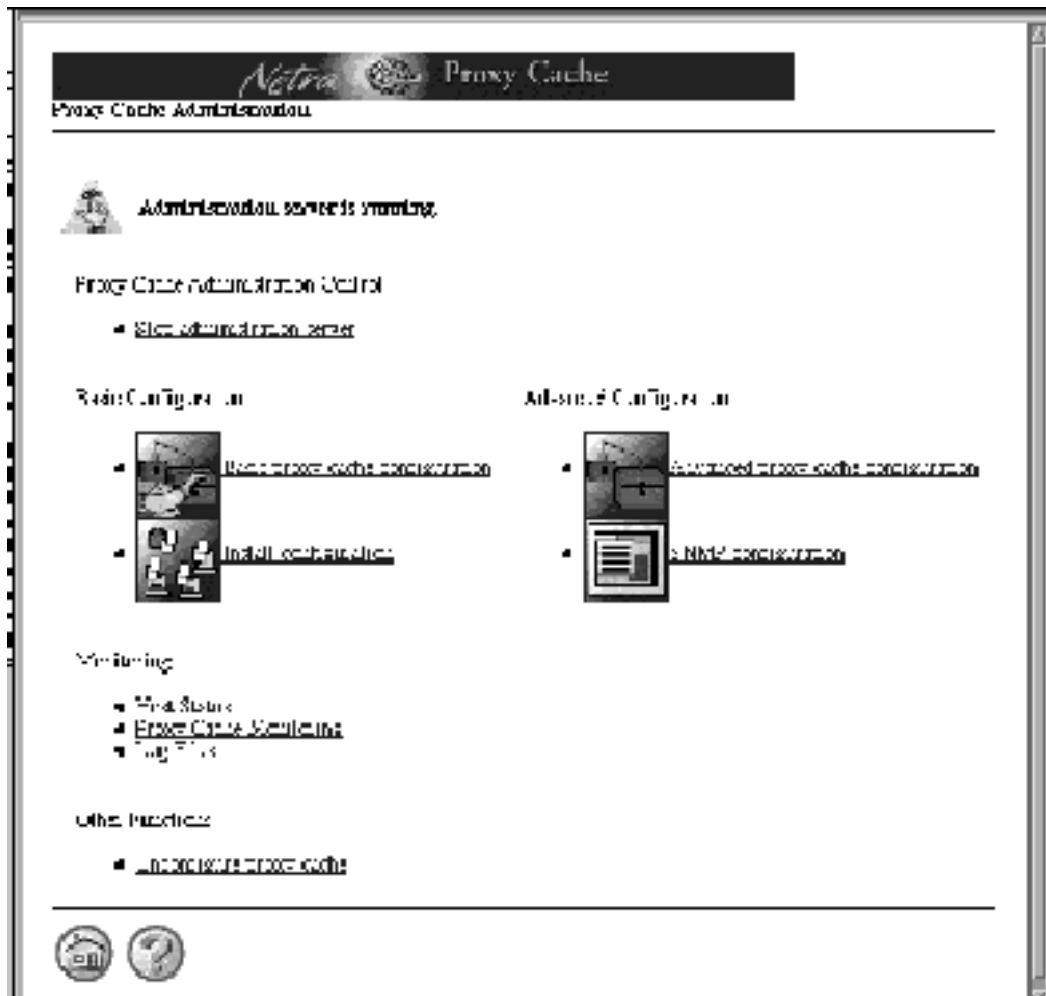 Netra Proxy Cache
Proxy Cache Administration
Administration server is running.
Proxy Cache Administration Control
Stop administration server
Basic Configuration
Advanced Configuration
Basic proxy cache configuration
Advanced proxy cache configuration
Install configuration
SNMP configuration
Monitoring
Host Status
Proxy Cache Monitoring
Log Files
Other Functions
Unconfigure proxy cache